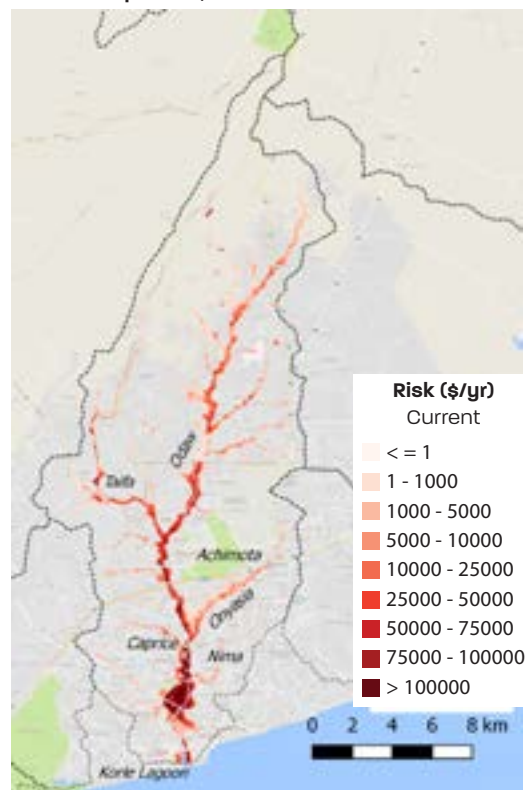 Odaw
Taifa
Achimota
Onyasia
Caprice
Nima
Korle Lagoon
Risk ($/yr)
Current
< = 1
1 - 1000
1000 - 5000
5000 - 10000
10000 - 25000
25000 - 50000
50000 - 75000
75000 - 100000
> 100000
0 2 4 6 8 km